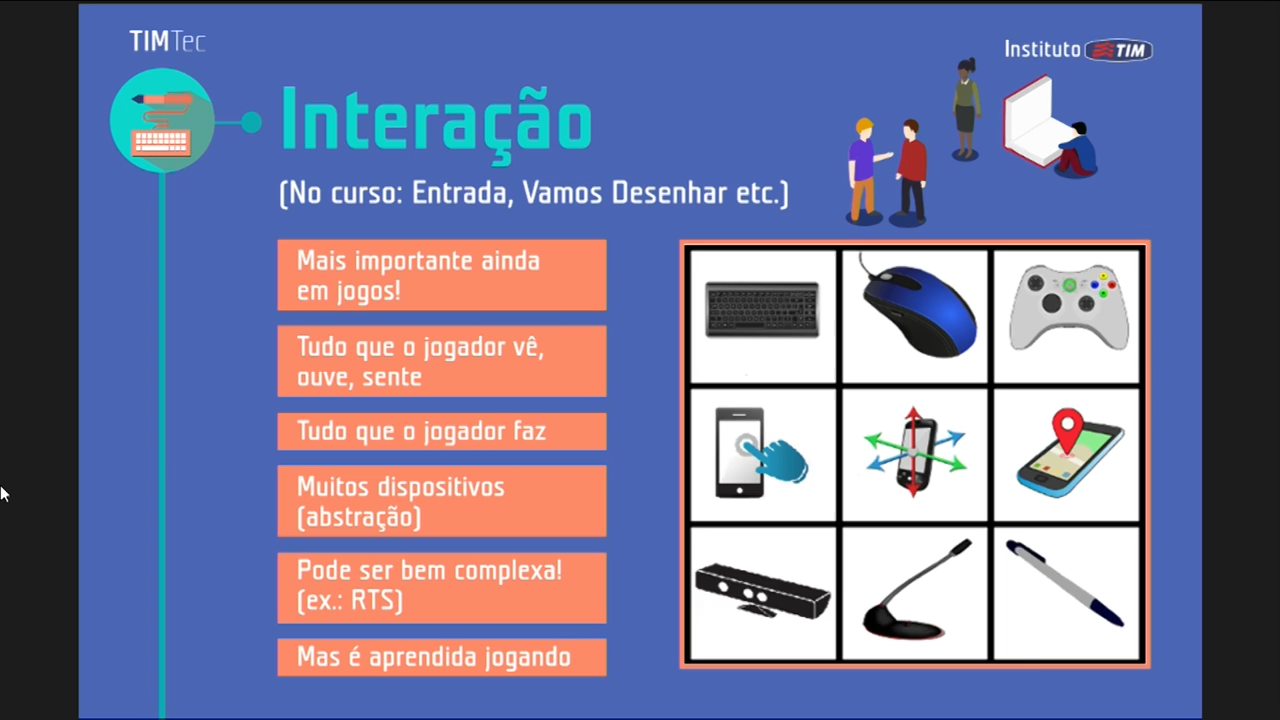 TIMTec
Instituto TIM
Interação
(No curso: Entrada, Vamos Desenhar etc.)
Mais importante ainda
em jogos!
Tudo que o jogador vê,
ouve, sente
Tudo que o jogador faz
Muitos dispositivos
(abstração)
Pode ser bem complexa!
(ex.: RTS)
Mas é aprendida jogando